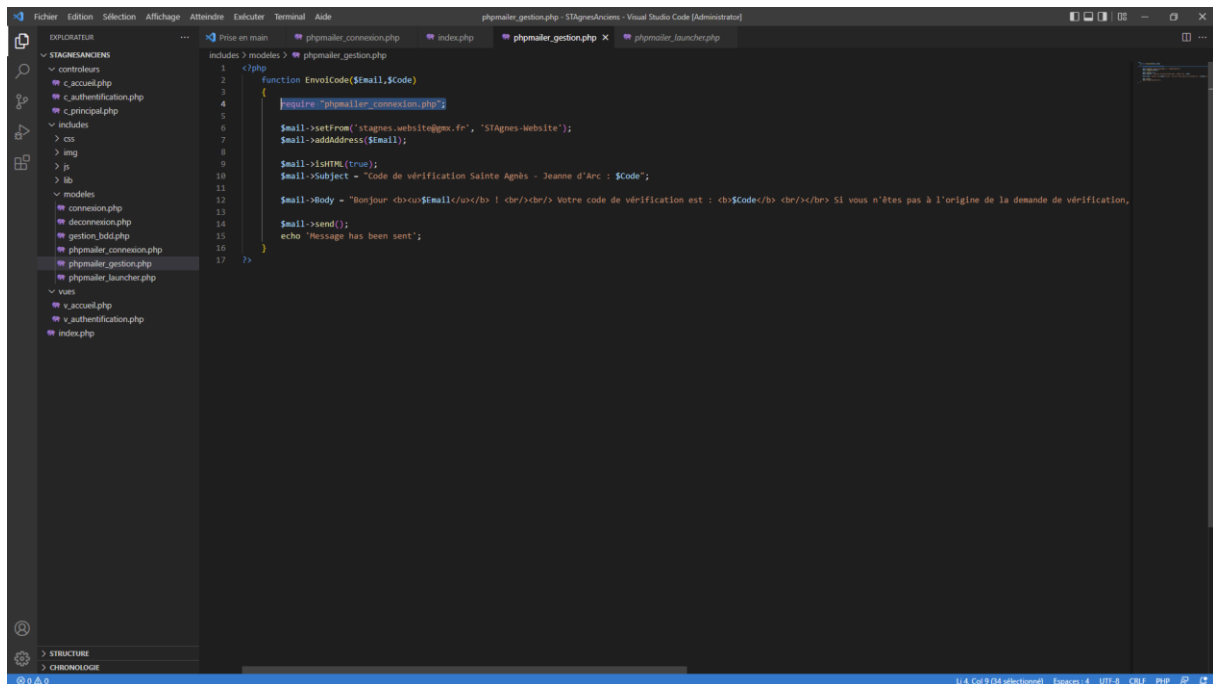 Fichier Edition Sélection Affichage Atteindre Exécuter Terminal Aide
phpmailer_gestion.php - STAgnesAnciens - Visual Studio Code [Administrator]
EXPLORATEUR
Prise en main phpmailer_connexion.php index.php phpmailer_gestion.php phpmailer_launcher.php
STAGNESANCIENS
controleurs
c_accueil.php
c_authentification.php
c_principal.php
includes
css
img
js
lib
modeles
connexion.php
deconnexion.php
gestion_bdd.php
phpmailer_connexion.php
phpmailer_gestion.php
phpmailer_launcher.php
vues
v_accueil.php
v_authentification.php
index.php
STRUCTURE
CHRONOLOGIE
includes > modeles > phpmailer_gestion.php
1 <?php
2 function EnvoiCode($Email,$Code)
3 {
4 require "phpmailer_connexion.php";
5
6 $mail->setFrom('stagnes.website@gmx.fr', 'STAgnes-Website');
7 $mail->addAddress($Email);
8
9 $mail->isHTML(true);
10 $mail->Subject = "Code de vérification Sainte Agnès - Jeanne d'Arc : $Code";
11
12 $mail->Body = "Bonjour <b><u>$Email</u></b> ! <br/><br/> Votre code de vérification est : <b>$Code</b> <br/></br> Si vous n'êtes pas à l'origine de la demande de vérification,
13
14 $mail->send();
15 echo 'Message has been sent';
16 }
17 ?>
0 0
Li 4, Col 9 (34 sélectionné) Espaces : 4 UTF-8 CRLF PHP